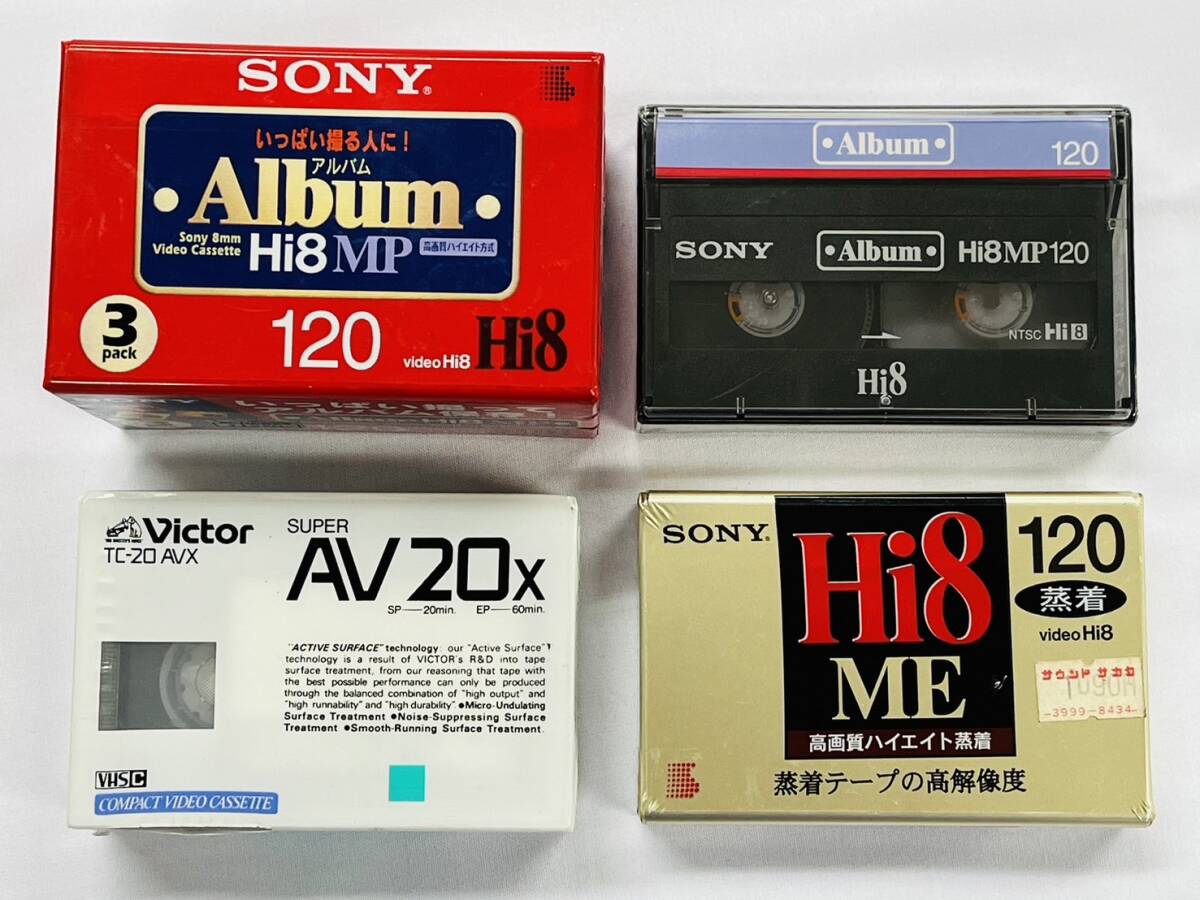 SONY®
いっぱい撮る人に!
アルバム
• Album •
Sony 8mm
Video Cassette
Hi8 MP
高画質ハイエイト方式
3
pack
120
video Hi8
Hi8
SONY
• Album •
120
SONY
• Album •
Hi8MP120
NTSC Hi8
Hi8
Victor
TC-20 AVX
SUPER
AV 20x
SP—20min. EP—60min.
"ACTIVE SURFACE" technology: our "Active Surface"
technology is a result of VICTOR's R&D into tape
surface treatment, from our reasoning that tape with
the best possible performance can only be produced
through the balanced combination of "high output" and
"high runnability" and "high durability". •Micro-Undulating
Surface Treatment •Noise-Suppressing Surface
Treatment •Smooth-Running Surface Treatment.
VHS C
COMPACT VIDEO CASSETTE
SONY®
Hi8
ME
高画質ハイエイト蒸着
蒸着テープの高解像度
120
蒸着
video Hi8
-3999-8434-